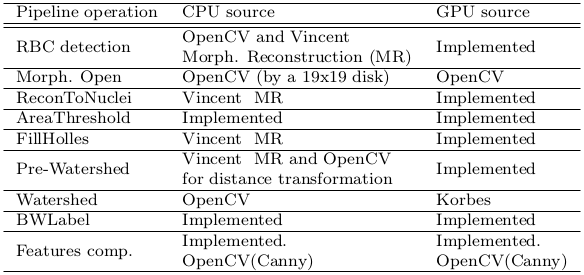 Pipeline operation CPU source GPU source
RBC detection OpenCV and Vincent Morph. Reconstruction (MR) Implemented
Morph. Open OpenCV (by a 19x19 disk) OpenCV
ReconToNuclei Vincent MR Implemented
AreaThreshold Implemented Implemented
FillHolles Vincent MR Implemented
Pre-Watershed Vincent MR and OpenCV for distance transformation Implemented
Watershed OpenCV Korbes
BWLabel Implemented Implemented
Features comp. Implemented. OpenCV(Canny) Implemented. OpenCV(Canny)